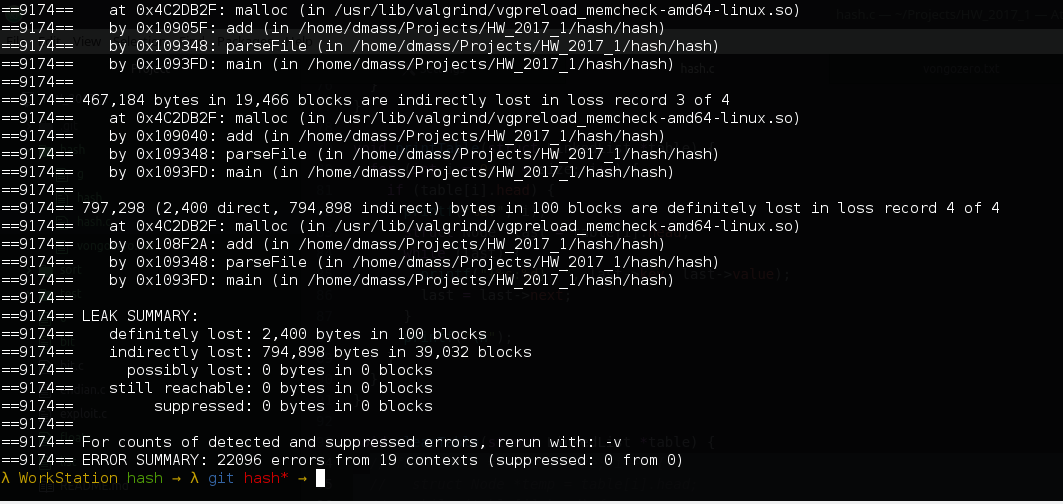 ==9174==    at 0x4C2DB2F: malloc (in /usr/lib/valgrind/vgpreload_memcheck-amd64-linux.so)
==9174==    by 0x10905F: add (in /home/dmass/Projects/HW_2017_1/hash/hash)
==9174==    by 0x109348: parseFile (in /home/dmass/Projects/HW_2017_1/hash/hash)
==9174==    by 0x1093FD: main (in /home/dmass/Projects/HW_2017_1/hash/hash)
==9174==
==9174== 467,184 bytes in 19,466 blocks are indirectly lost in loss record 3 of 4
==9174==    at 0x4C2DB2F: malloc (in /usr/lib/valgrind/vgpreload_memcheck-amd64-linux.so)
==9174==    by 0x109040: add (in /home/dmass/Projects/HW_2017_1/hash/hash)
==9174==    by 0x109348: parseFile (in /home/dmass/Projects/HW_2017_1/hash/hash)
==9174==    by 0x1093FD: main (in /home/dmass/Projects/HW_2017_1/hash/hash)
==9174==
==9174== 797,298 (2,400 direct, 794,898 indirect) bytes in 100 blocks are definitely lost in loss record 4 of 4
==9174==    at 0x4C2DB2F: malloc (in /usr/lib/valgrind/vgpreload_memcheck-amd64-linux.so)
==9174==    by 0x108F2A: add (in /home/dmass/Projects/HW_2017_1/hash/hash)
==9174==    by 0x109348: parseFile (in /home/dmass/Projects/HW_2017_1/hash/hash)
==9174==    by 0x1093FD: main (in /home/dmass/Projects/HW_2017_1/hash/hash)
==9174==
==9174== LEAK SUMMARY:
==9174==    definitely lost: 2,400 bytes in 100 blocks
==9174==    indirectly lost: 794,898 bytes in 39,032 blocks
==9174==      possibly lost: 0 bytes in 0 blocks
==9174==    still reachable: 0 bytes in 0 blocks
==9174==         suppressed: 0 bytes in 0 blocks
==9174==
==9174== For counts of detected and suppressed errors, rerun with: -v
==9174== ERROR SUMMARY: 22096 errors from 19 contexts (suppressed: 0 from 0)
λ WorkStation hash → λ git hash* →